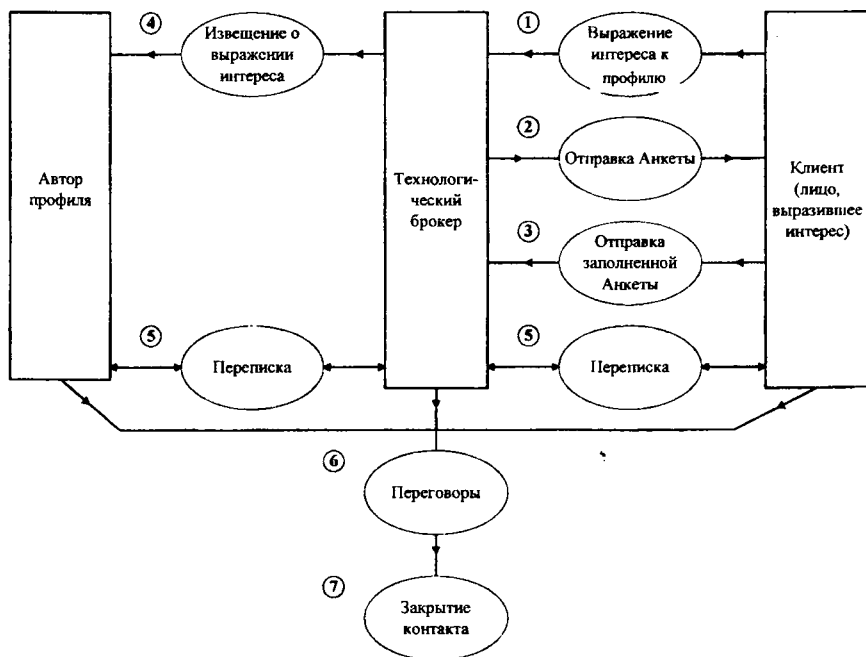 ④
Извещение о
выражении
интереса
①
Выражение
интереса к
профилю
②
Отправка Анкеты
Автор
профиля
Технологи-
ческий
брокер
Клиент
(лицо,
выразившее
интерес)
③
Отправка
заполненной
Анкеты
⑤
Переписка
⑤
Переписка
⑥
Переговоры
⑦
Закрытие
контакта